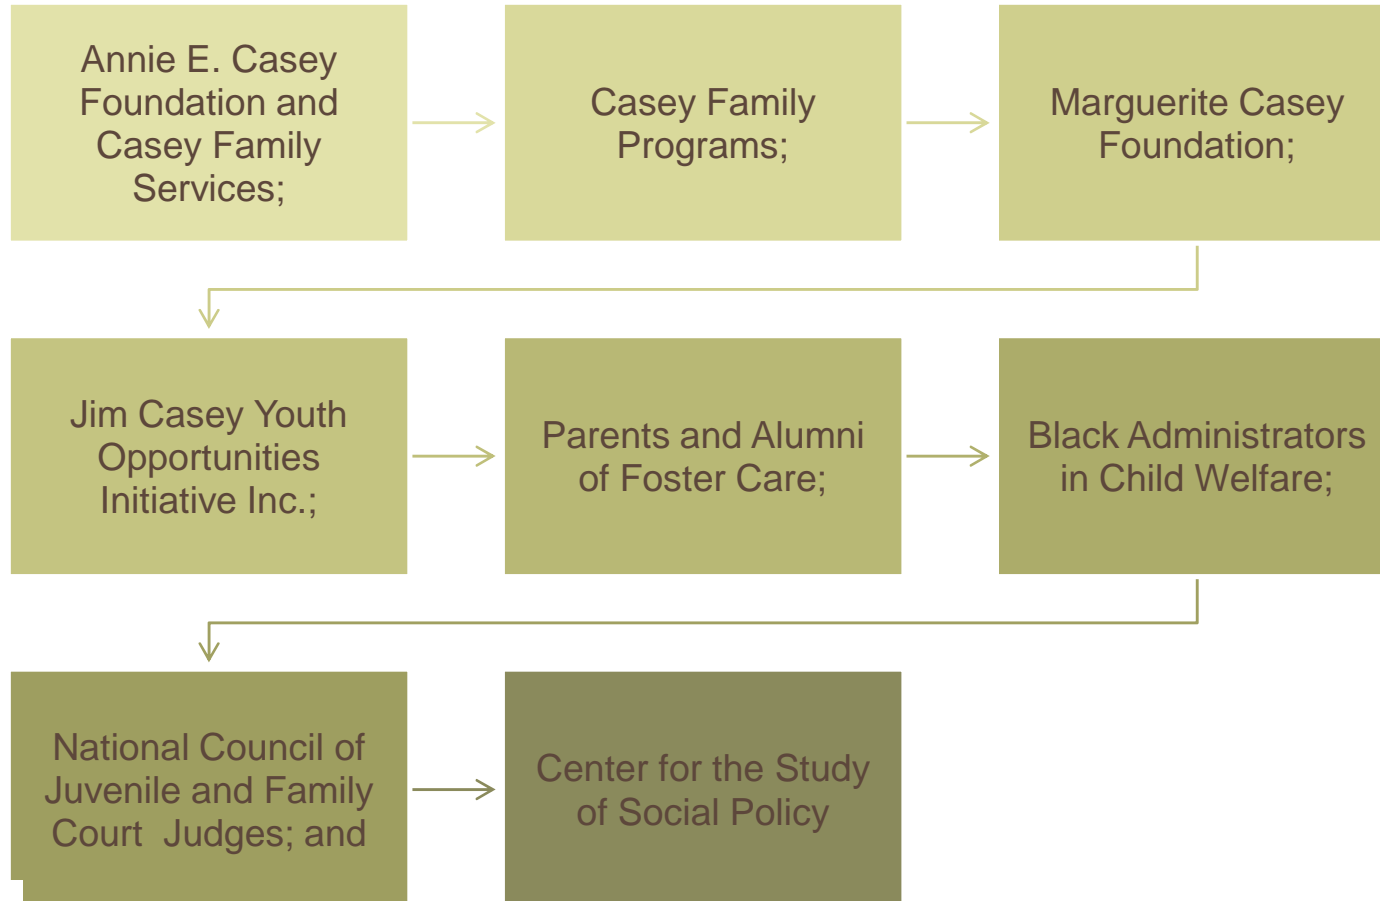 Annie E. Casey
Foundation and
Casey Family
Services;
Casey Family
Programs;
Marguerite Casey
Foundation;
Jim Casey Youth
Opportunities
Initiative Inc.;
Parents and Alumni
of Foster Care;
Black Administrators
in Child Welfare;
National Council of
Juvenile and Family
Court  Judges; and
Center for the Study
of Social Policy